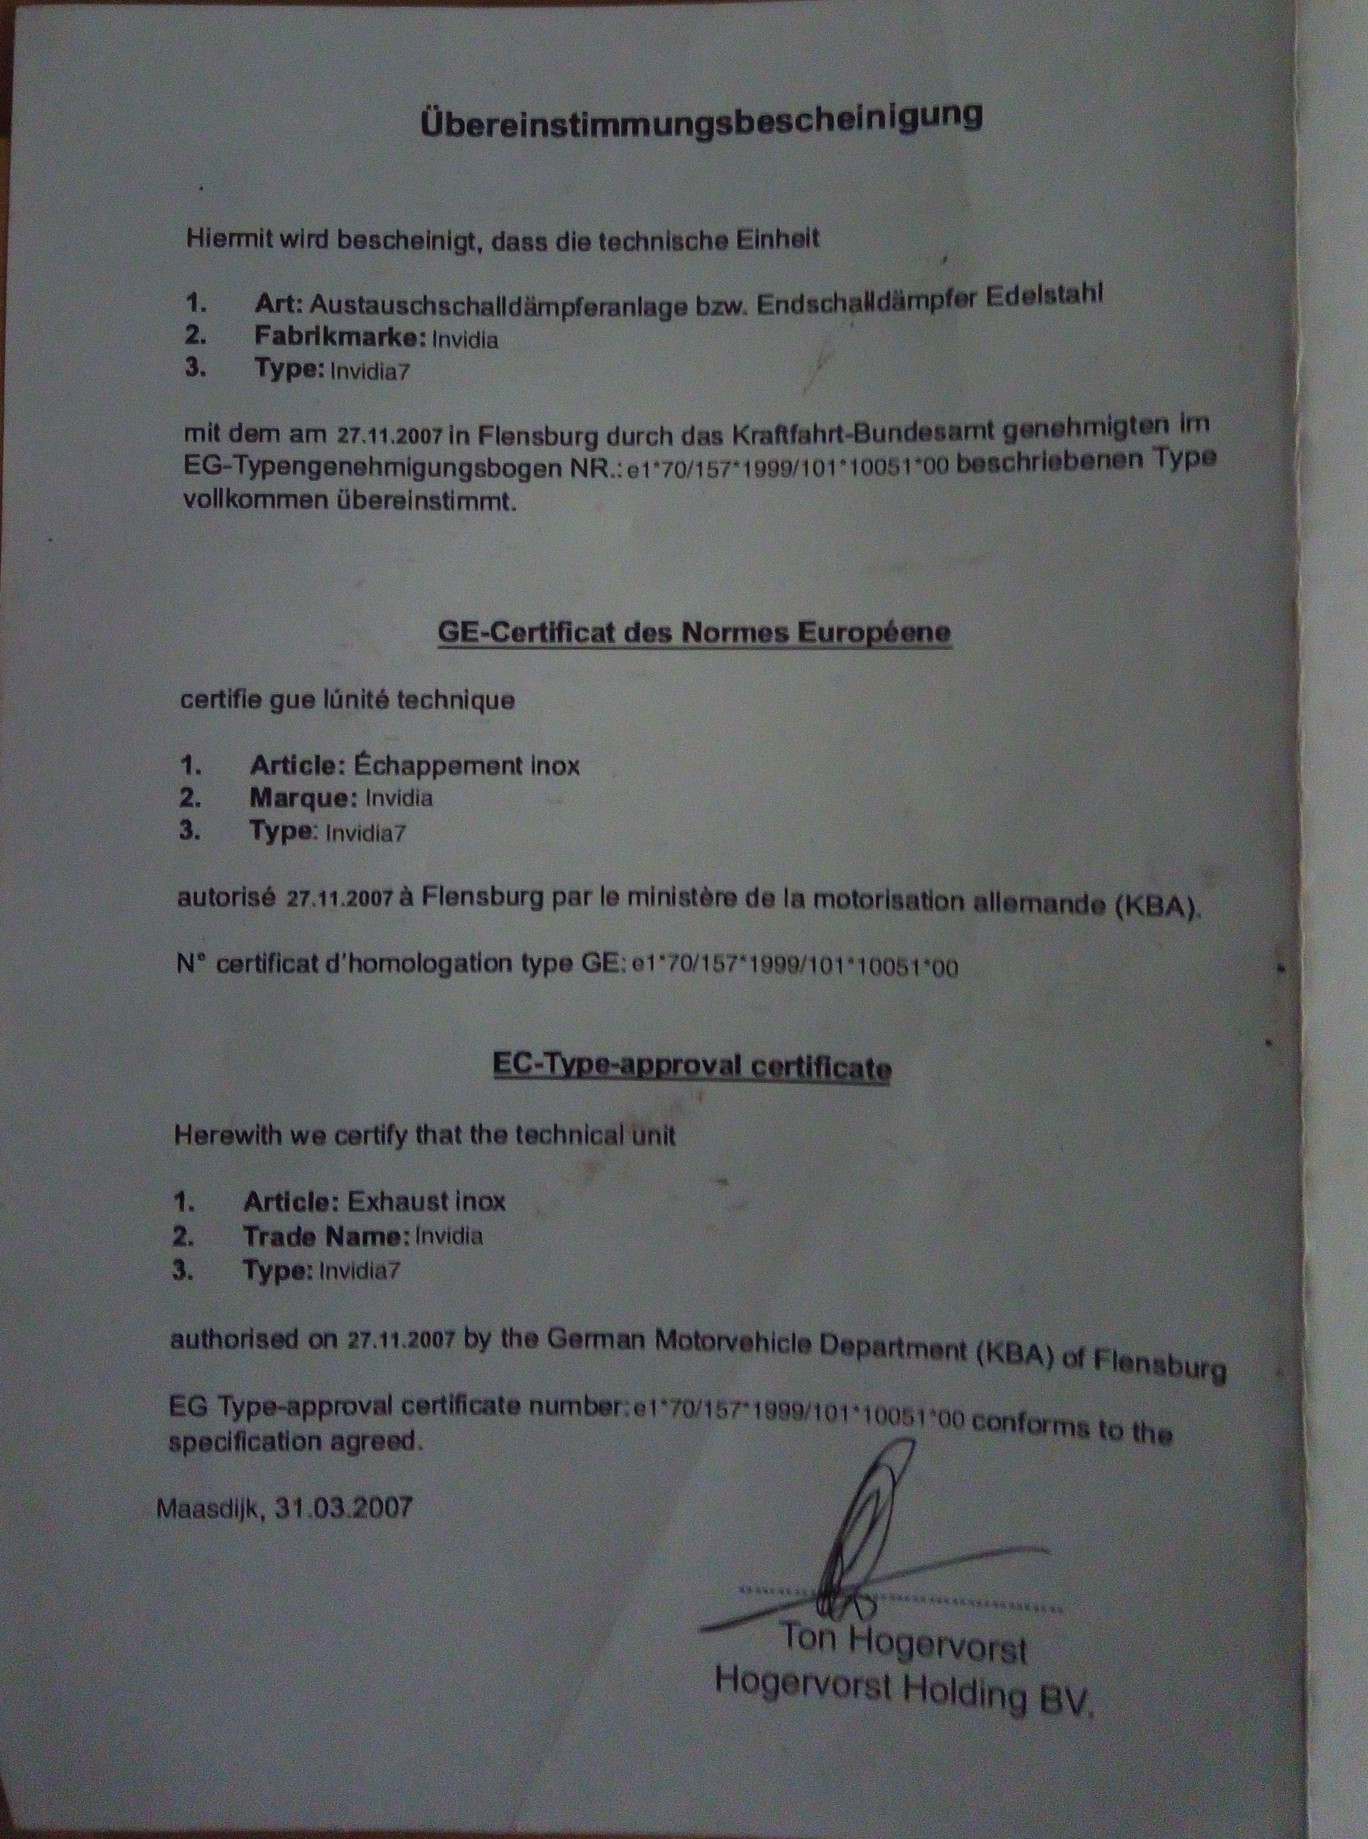 Übereinstimmungsbescheinigung
Hiermit wird bescheinigt, dass die technische Einheit
1. Art: Austauschschalldämpferanlage bzw. Endschalldämpfer Edelstahl
2. Fabrikmarke: Invidia
3. Type: Invidia7
mit dem am 27.11.2007 in Flensburg durch das Kraftfahrt-Bundesamt genehmigten im
EG-Typengenehmigungsbogen NR.: e1*70/157*1999/101*10051*00 beschriebenen Type
vollkommen übereinstimmt.
GE-Certificat des Normes Européene
certifie gue lúnité technique
1. Article: Échappement inox
2. Marque: Invidia
3. Type: Invidia7
autorisé 27.11.2007 à Flensburg par le ministère de la motorisation allemande (KBA).
N° certificat d'homologation type GE: e1*70/157*1999/101*10051*00
EC-Type-approval certificate
Herewith we certify that the technical unit
1. Article: Exhaust inox
2. Trade Name: Invidia
3. Type: Invidia7
authorised on 27.11.2007 by the German Motorvehicle Department (KBA) of Flensburg
EG Type-approval certificate number: e1*70/157*1999/101*10051*00 conforms to the
specification agreed.
Maasdijk, 31.03.2007
Ton Hogervorst
Hogervorst Holding BV.